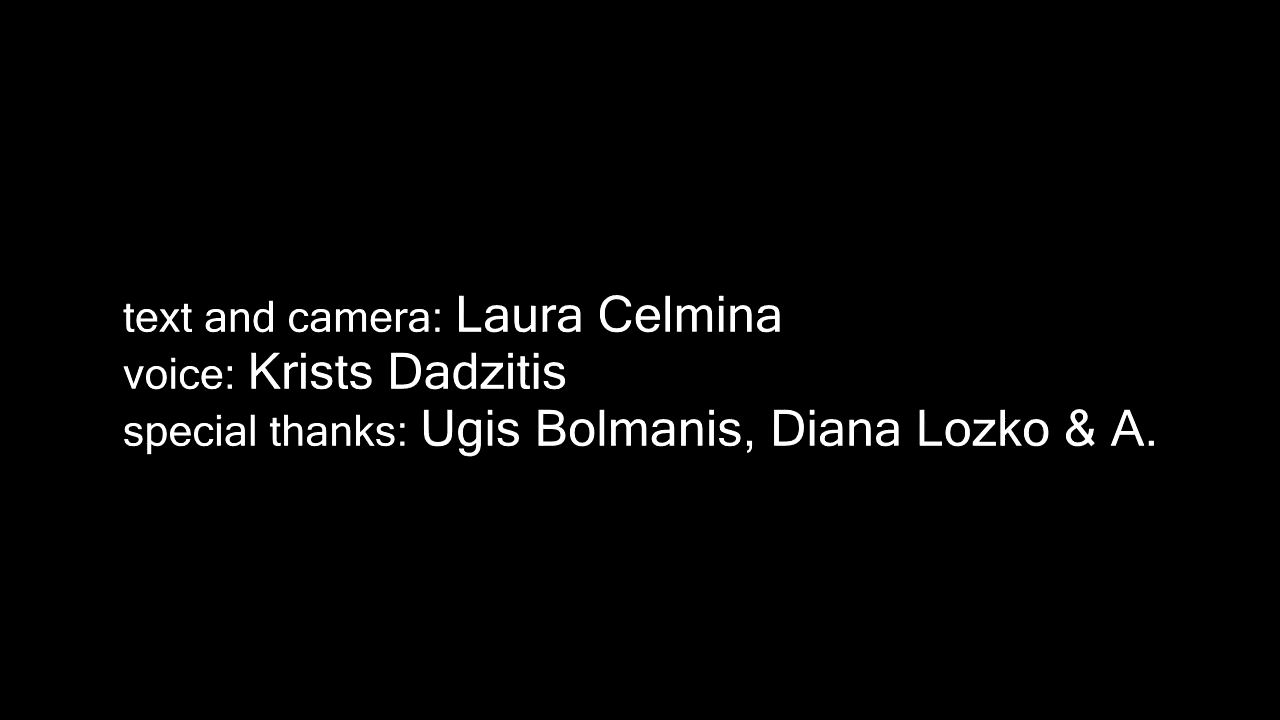 text and camera: Laura Celmina
voice: Krists Dadzitis
special thanks: Ugis Bolmanis, Diana Lozko & A.